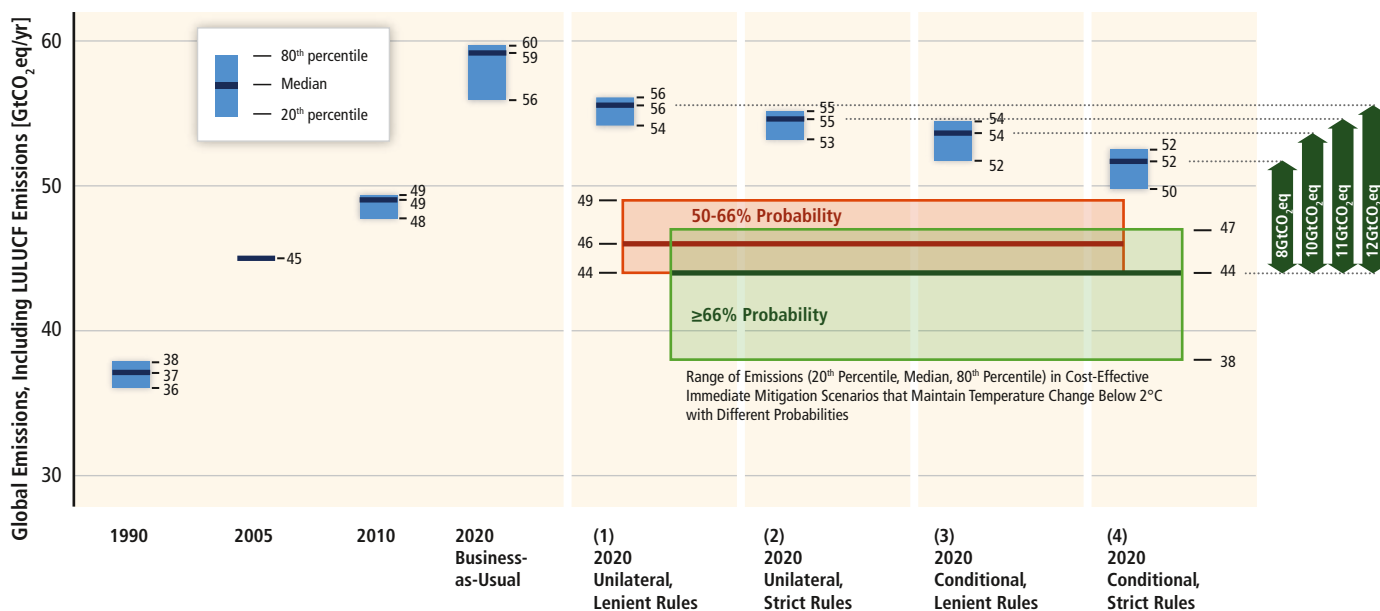 Global Emissions, Including LULUCF Emissions [GtCO₂eq/yr]
60
50
40
30
80th percentile
Median
20th percentile
38
37
36
45
49
49
48
60
59
56
56
56
54
55
55
53
54
54
52
52
52
50
49
46
44
50-66% Probability
≥66% Probability
47
44
38
Range of Emissions (20th Percentile, Median, 80th Percentile) in Cost-Effective
Immediate Mitigation Scenarios that Maintain Temperature Change Below 2°C
with Different Probabilities
8GtCO₂eq
10GtCO₂eq
11GtCO₂eq
12GtCO₂eq
1990
2005
2010
2020
Business-
as-Usual
(1)
2020
Unilateral,
Lenient Rules
(2)
2020
Unilateral,
Strict Rules
(3)
2020
Conditional,
Lenient Rules
(4)
2020
Conditional,
Strict Rules